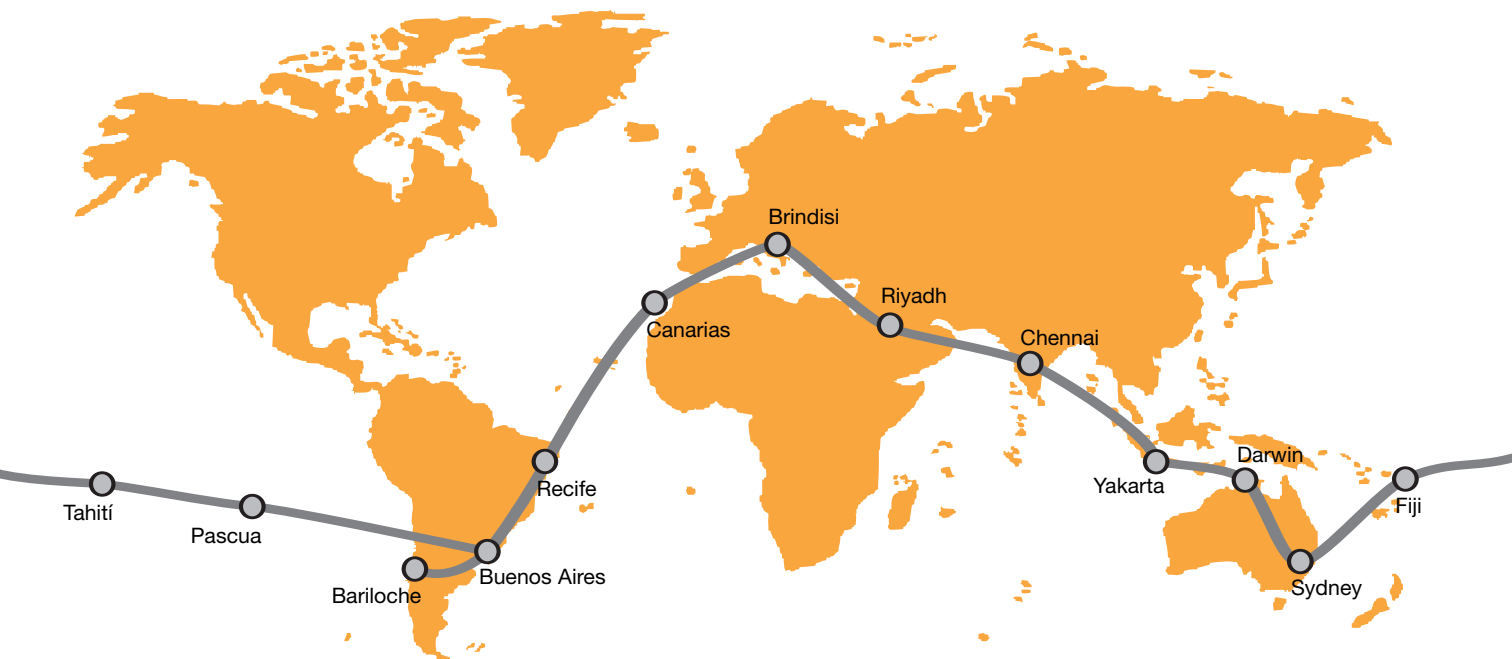 Brindisi
Riyadh
Canarias
Chennai
Darwin
Yakarta
Recife
Tahití
Fiji
Pascua
Buenos Aires
Sydney
Bariloche